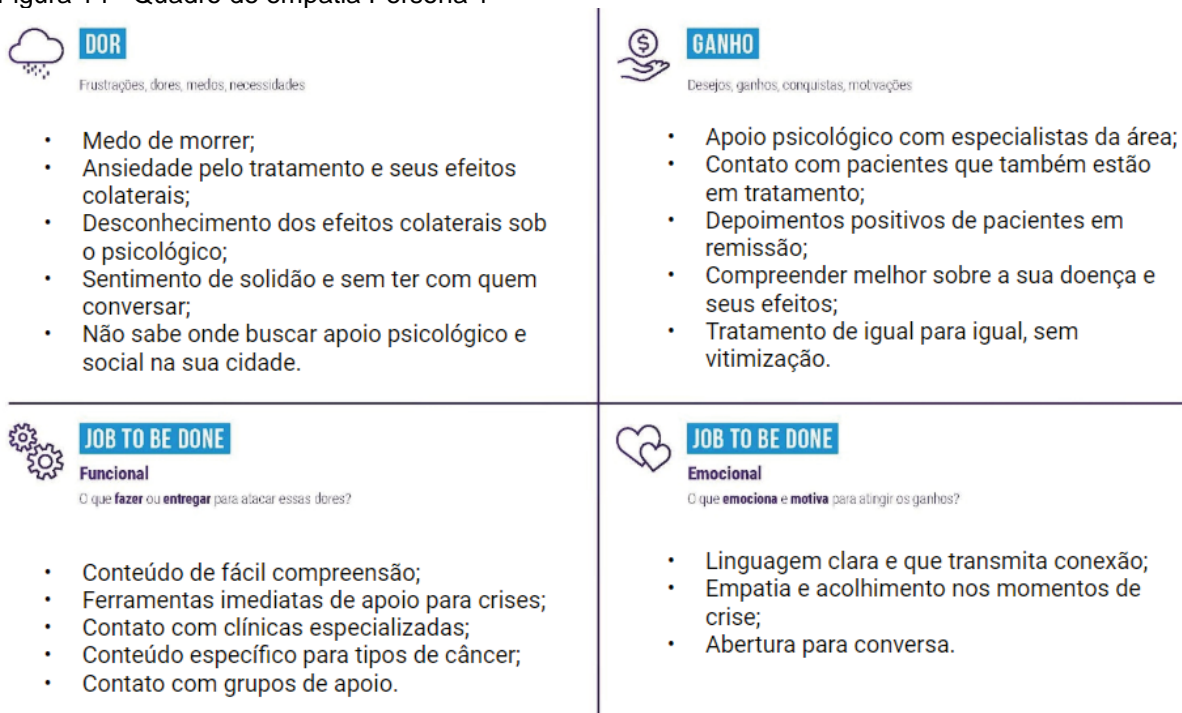 Figura 14 - Quadro de empatia Persona 1
DOR
Frustrações, dores, medos, necessidades
• Medo de morrer;
• Ansiedade pelo tratamento e seus efeitos
colaterais;
• Desconhecimento dos efeitos colaterais sob
o psicológico;
• Sentimento de solidão e sem ter com quem
conversar;
• Não sabe onde buscar apoio psicológico e
social na sua cidade.
GANHO
Desejos, ganhos, conquistas, motivações
• Apoio psicológico com especialistas da área;
• Contato com pacientes que também estão
em tratamento;
• Depoimentos positivos de pacientes em
remissão;
• Compreender melhor sobre a sua doença e
seus efeitos;
• Tratamento de igual para igual, sem
vitimização.
JOB TO BE DONE
Funcional
O que fazer ou entregar para atacar essas dores?
• Conteúdo de fácil compreensão;
• Ferramentas imediatas de apoio para crises;
• Contato com clínicas especializadas;
• Conteúdo específico para tipos de câncer;
• Contato com grupos de apoio.
JOB TO BE DONE
Emocional
O que emociona e motiva para atingir os ganhos?
• Linguagem clara e que transmita conexão;
• Empatia e acolhimento nos momentos de
crise;
• Abertura para conversa.